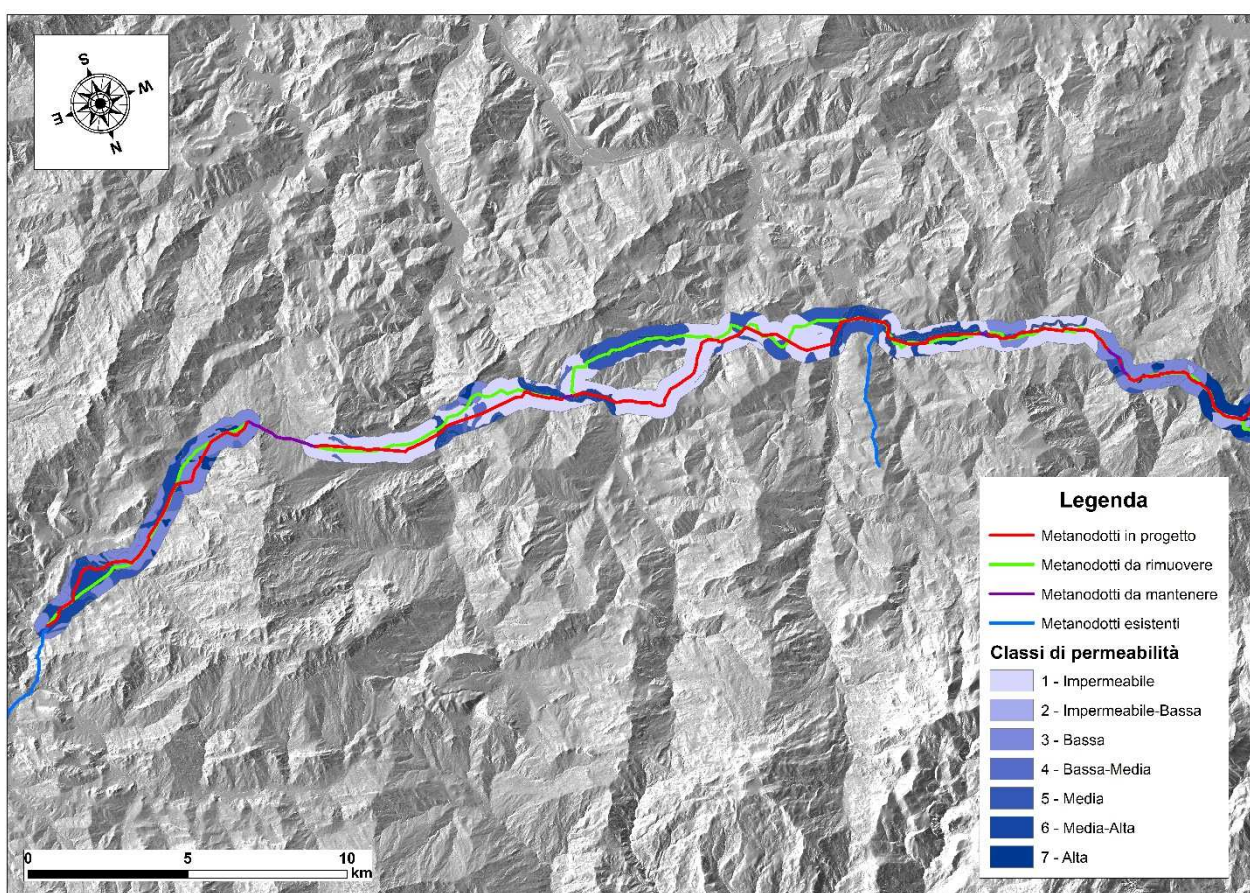 S
W
E
N
Legenda
Metanodotti in progetto
Metanodotti da rimuovere
Metanodotti da mantenere
Metanodotti esistenti
Classi di permeabilità
1 - Impermeabile
2 - Impermeabile-Bassa
3 - Bassa
4 - Bassa-Media
5 - Media
6 - Media-Alta
7 - Alta
0 5 10
km